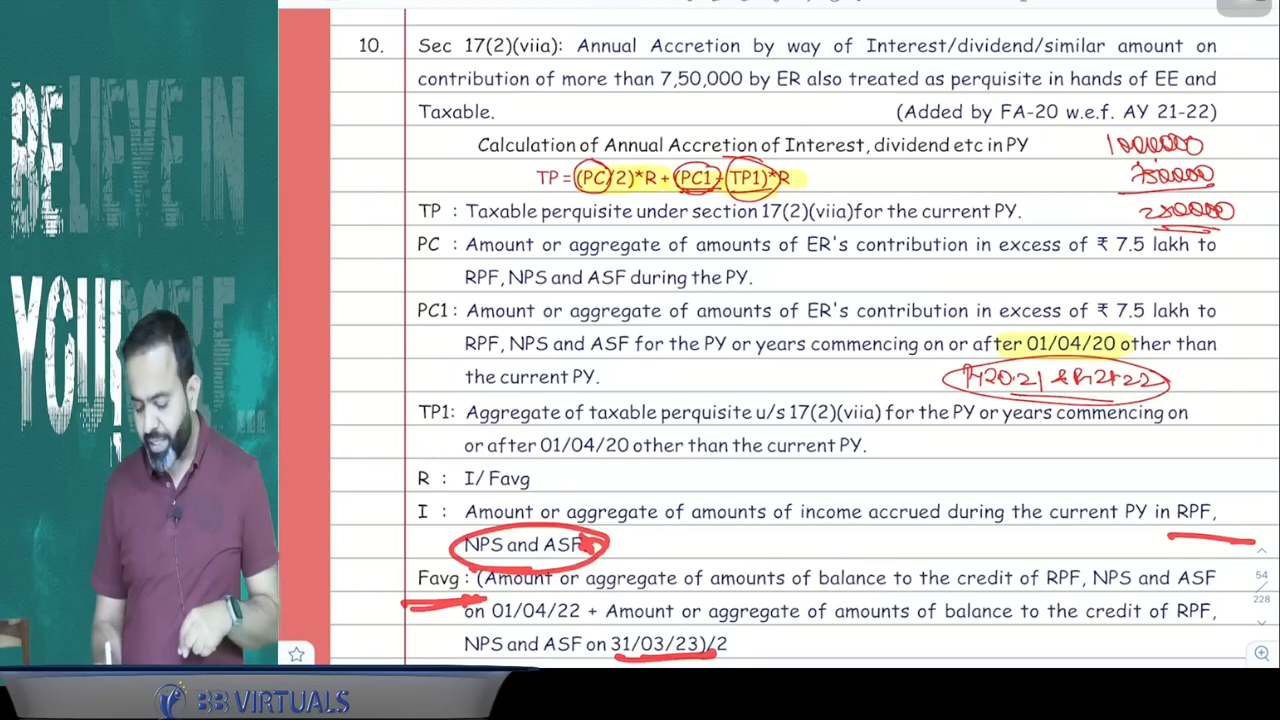 BELIEVE IN
YOURSELF...
10. Sec 17(2)(viia): Annual Accretion by way of Interest/dividend/similar amount on
contribution of more than 7,50,000 by ER also treated as perquisite in hands of EE and
Taxable. (Added by FA-20 w.e.f. AY 21-22)
Calculation of Annual Accretion of Interest, dividend etc in PY
1000000
TP = (PC/2)*R + (PC1+TP1)*R
750000
TP : Taxable perquisite under section 17(2)(viia)for the current PY.
250000
PC : Amount or aggregate of amounts of ER's contribution in excess of ₹ 7.5 lakh to
RPF, NPS and ASF during the PY.
PC1 : Amount or aggregate of amounts of ER's contribution in excess of ₹ 7.5 lakh to
RPF, NPS and ASF for the PY or years commencing on or after 01/04/20 other than
the current PY.
PY20-21 & PY21-22
TP1: Aggregate of taxable perquisite u/s 17(2)(viia) for the PY or years commencing on
or after 01/04/20 other than the current PY.
R : I/ Favg
I : Amount or aggregate of amounts of income accrued during the current PY in RPF,
NPS and ASF
Favg : (Amount or aggregate of amounts of balance to the credit of RPF, NPS and ASF
on 01/04/22 + Amount or aggregate of amounts of balance to the credit of RPF,
NPS and ASF on 31/03/23)/2
54
228
BB VIRTUALS